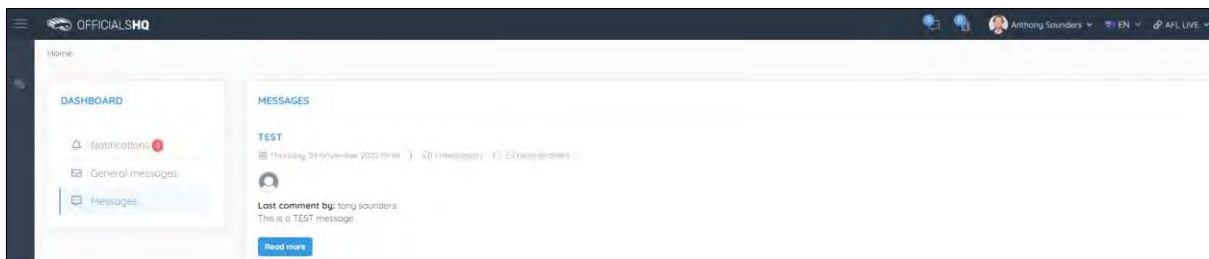 OFFICIALSHQ
Anthony Saunders
EN
AFL LIVE
Home
DASHBOARD
Notifications
General messages
Messages
MESSAGES
TEST
Thursday, 24 November 2022
Last comment by: tony saunders
This is a TEST message
Read more